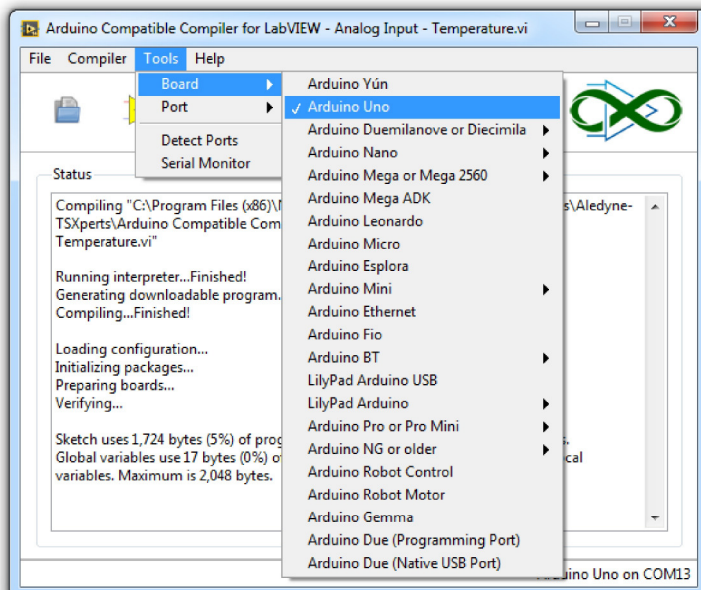 Arduino Compatible Compiler for LabVIEW - Analog Input - Temperature.vi
File Compiler Tools Help
Board
Port
Detect Ports
Serial Monitor
Arduino Yún
Arduino Uno
Arduino Duemilanove or Diecimila
Arduino Nano
Arduino Mega or Mega 2560
Arduino Mega ADK
Arduino Leonardo
Arduino Micro
Arduino Esplora
Arduino Mini
Arduino Ethernet
Arduino Fio
Arduino BT
LilyPad Arduino USB
LilyPad Arduino
Arduino Pro or Pro Mini
Arduino NG or older
Arduino Robot Control
Arduino Robot Motor
Arduino Gemma
Arduino Due (Programming Port)
Arduino Due (Native USB Port)
Status
Compiling "C:\Program Files (x86)\ s\Aledyne-
TSXperts\Arduino Compatible Com
Temperature.vi"
Running interpreter...Finished!
Generating downloadable program.
Compiling...Finished!
Loading configuration...
Initializing packages...
Preparing boards...
Verifying...
Sketch uses 1,724 bytes (5%) of prog s.
Global variables use 17 bytes (0%) o cal
variables. Maximum is 2,048 bytes.
Arduino Uno on COM13